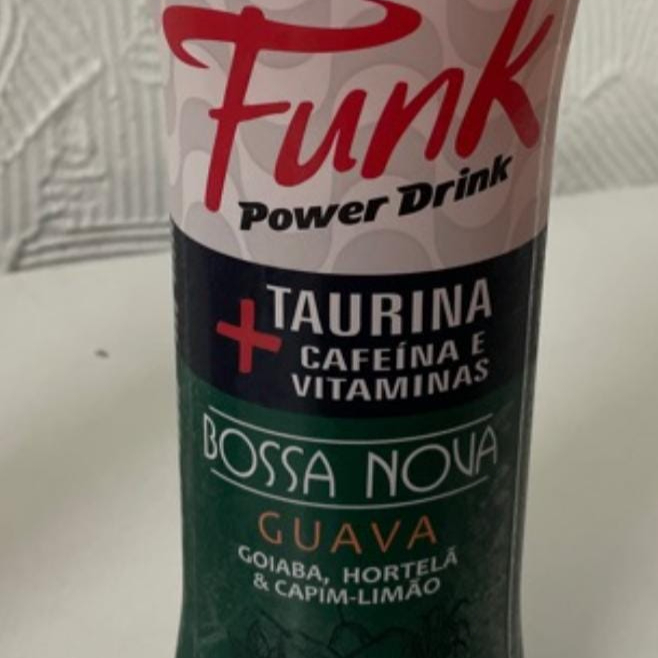 Funk
Power Drink
+TAURINA
CAFEÍNA E
VITAMINAS
BOSSA NOVA
GUAVA
GOIABA, HORTELÃ
& CAPIM-LIMÃO